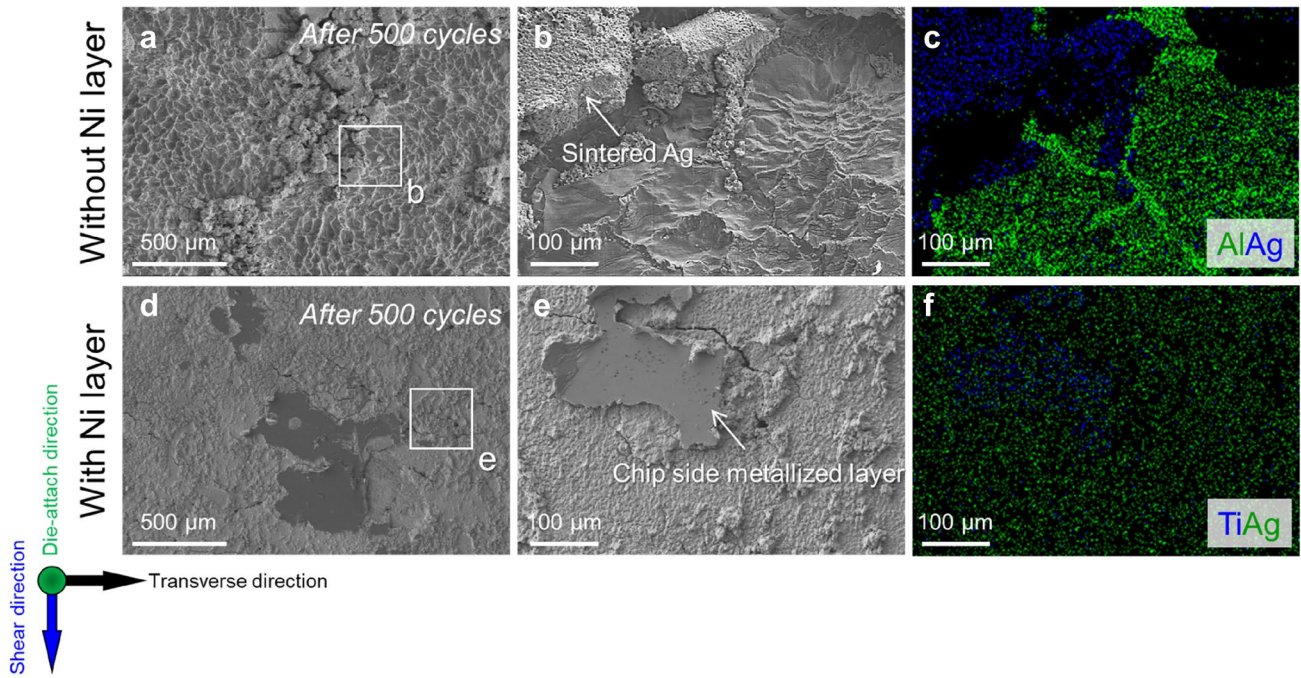 Without Ni layer
a
After 500 cycles
b
500 µm
b
Sintered Ag
100 µm
c
100 µm
AlAg
With Ni layer
d
After 500 cycles
e
500 µm
e
Chip side metallized layer
100 µm
f
100 µm
TiAg
Die-attach direction
Transverse direction
Shear direction